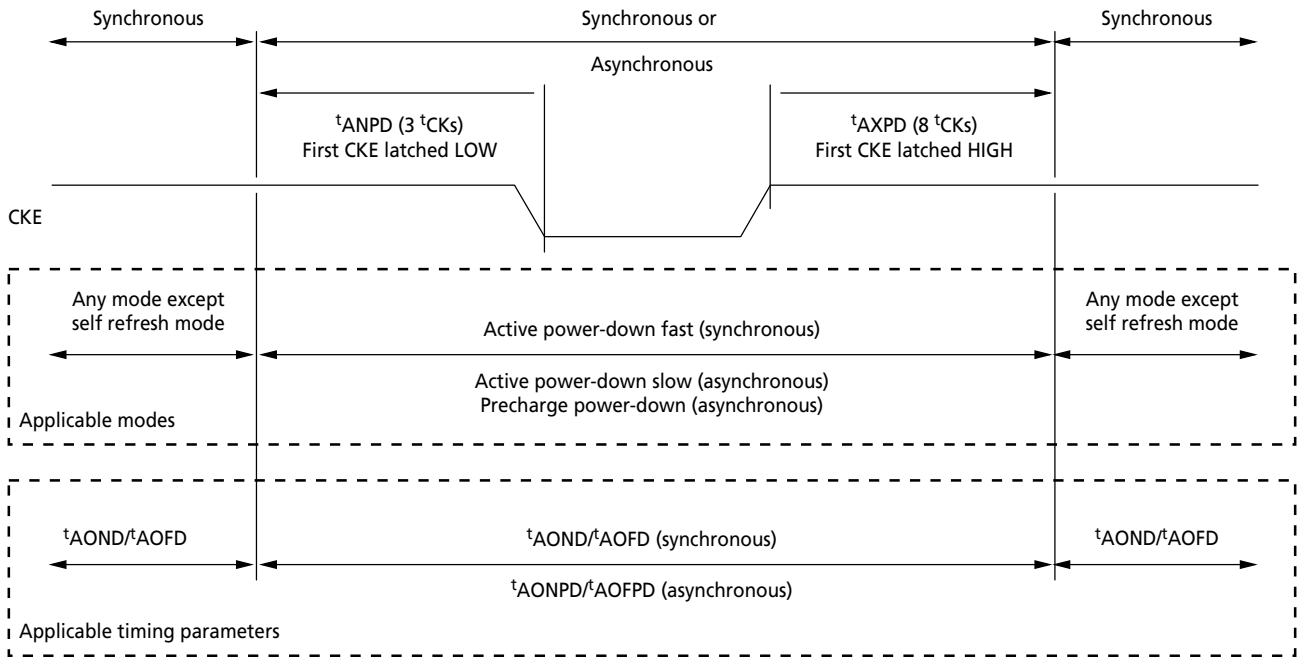 Synchronous
Synchronous or
Synchronous
Asynchronous
tANPD (3 tCKs)
First CKE latched LOW
tAXPD (8 tCKs)
First CKE latched HIGH
CKE
Any mode except
self refresh mode
Active power-down fast (synchronous)
Any mode except
self refresh mode
Active power-down slow (asynchronous)
Precharge power-down (asynchronous)
Applicable modes
tAOND/tAOFD
tAOND/tAOFD (synchronous)
tAOND/tAOFD
tAONPD/tAOFPD (asynchronous)
Applicable timing parameters